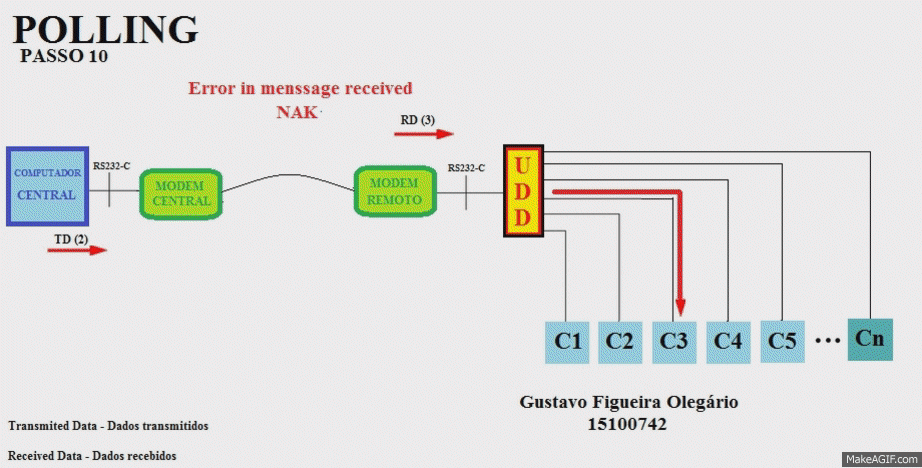 POLLING
PASSO 10
Error in menssage received
NAK
RD (3)
RS232-C
RS232-C
COMPUTADOR
CENTRAL
MODEM
CENTRAL
MODEM
REMOTO
U
D
D
TD (2)
C1 C2 C3 C4 C5 ... Cn
Gustavo Figueira Olegário
15100742
Transmited Data - Dados transmitidos
Received Data - Dados recebidos
MakeAGIF.com